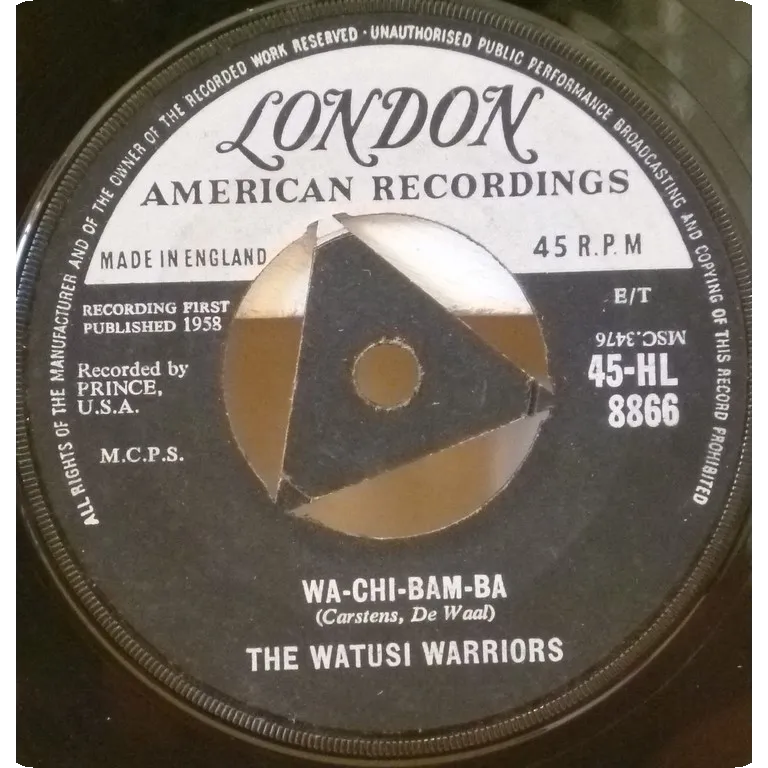 ALL RIGHTS OF THE MANUFACTURER AND OF THE OWNER OF THE RECORDED WORK RESERVED · UNAUTHORISED PUBLIC PERFORMANCE BROADCASTING AND COPYING OF THIS RECORD PROHIBITED
LONDON
AMERICAN RECORDINGS
MADE IN ENGLAND
45 R.P.M
RECORDING FIRST
PUBLISHED 1958
E/T
MSC.3476
Recorded by
PRINCE,
U.S.A.
45-HL
8866
M.C.P.S.
WA-CHI-BAM-BA
(Carstens, De Waal)
THE WATUSI WARRIORS